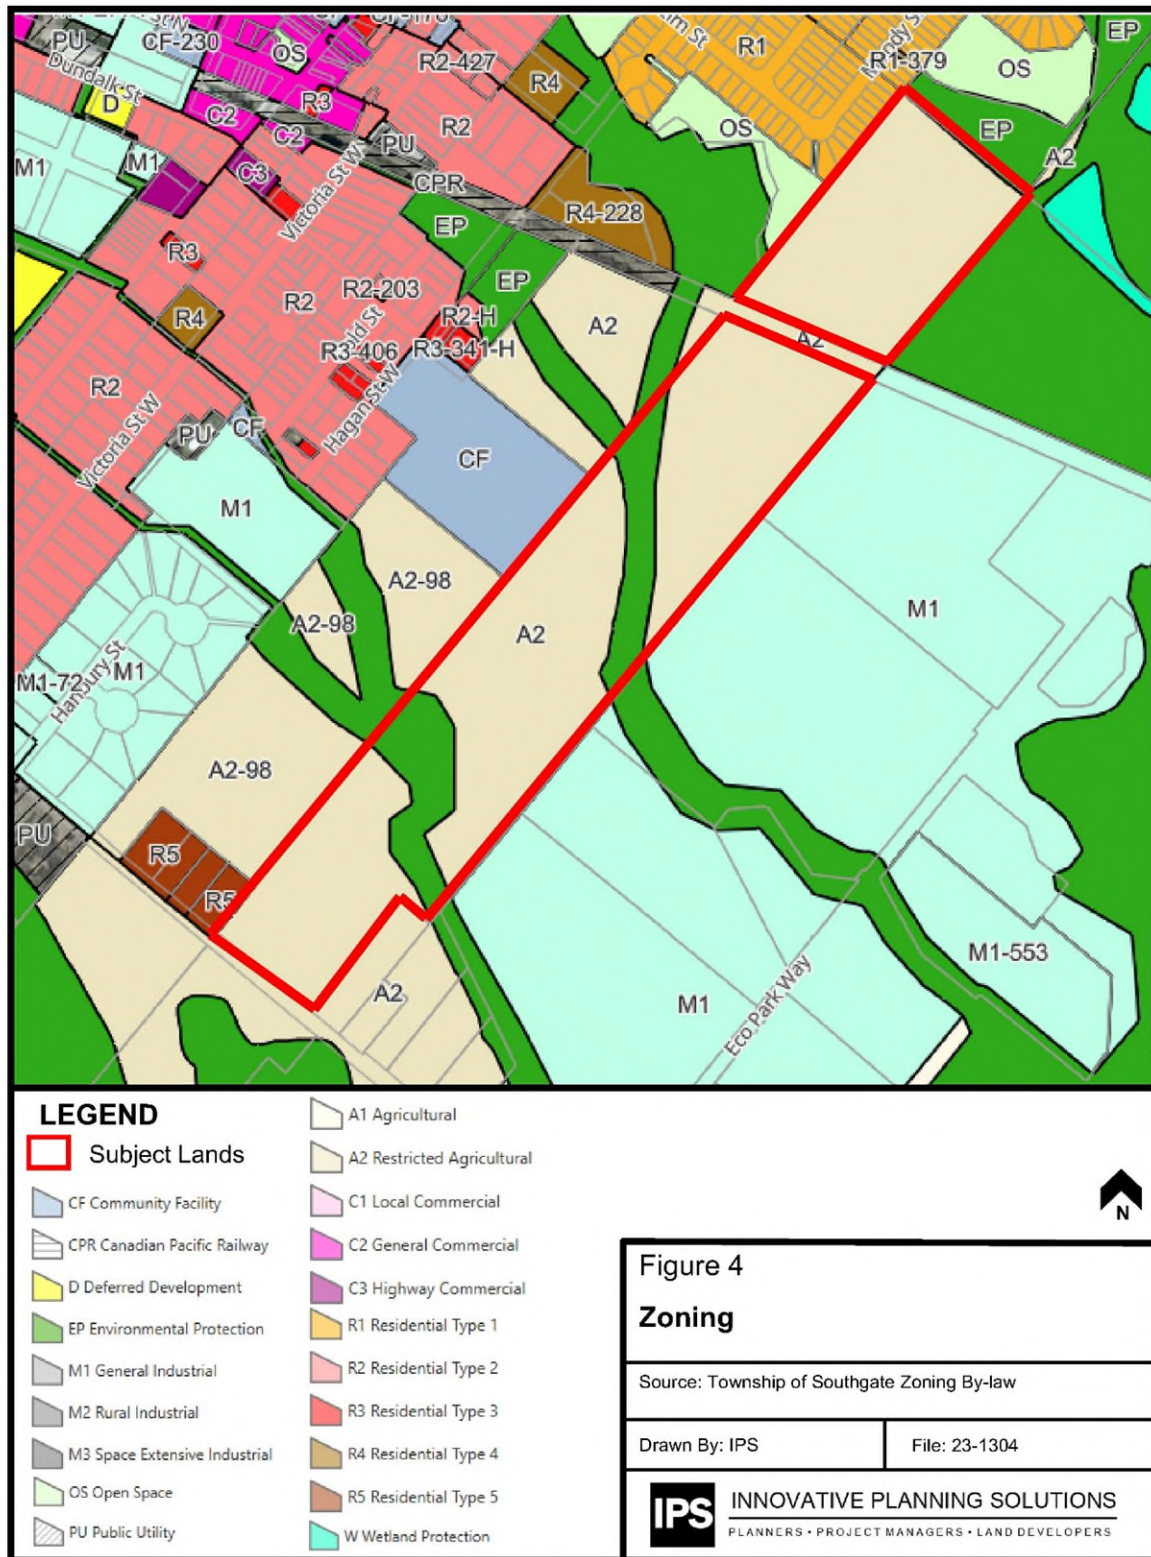 PU
CF-230
OS
R2-427
R1
R1-379
EP
OS
Dundalk St
D
C2
R3
C2
R4
R2
PU
OS
EP
A2
M1
M1
C3
CPR
Victoria St W
EP
R4-228
R3
R2
R2-203
EP
R4
R2-H
A2
A2
R3-406
R3-341-H
R2
Hagan St W
PU
CF
CF
Victoria St W
M1
A2-98
A2-98
A2
M1
M1-72
M1
Hanbury St
A2-98
PU
R5
R5
A2
M1
M1-553
Eco Park Way
LEGEND
Subject Lands
CF Community Facility
CPR Canadian Pacific Railway
D Deferred Development
EP Environmental Protection
M1 General Industrial
M2 Rural Industrial
M3 Space Extensive Industrial
OS Open Space
PU Public Utility
A1 Agricultural
A2 Restricted Agricultural
C1 Local Commercial
C2 General Commercial
C3 Highway Commercial
R1 Residential Type 1
R2 Residential Type 2
R3 Residential Type 3
R4 Residential Type 4
R5 Residential Type 5
W Wetland Protection
N
Figure 4
Zoning
Source: Township of Southgate Zoning By-law
Drawn By: IPS
File: 23-1304
IPS
INNOVATIVE PLANNING SOLUTIONS
PLANNERS • PROJECT MANAGERS • LAND DEVELOPERS